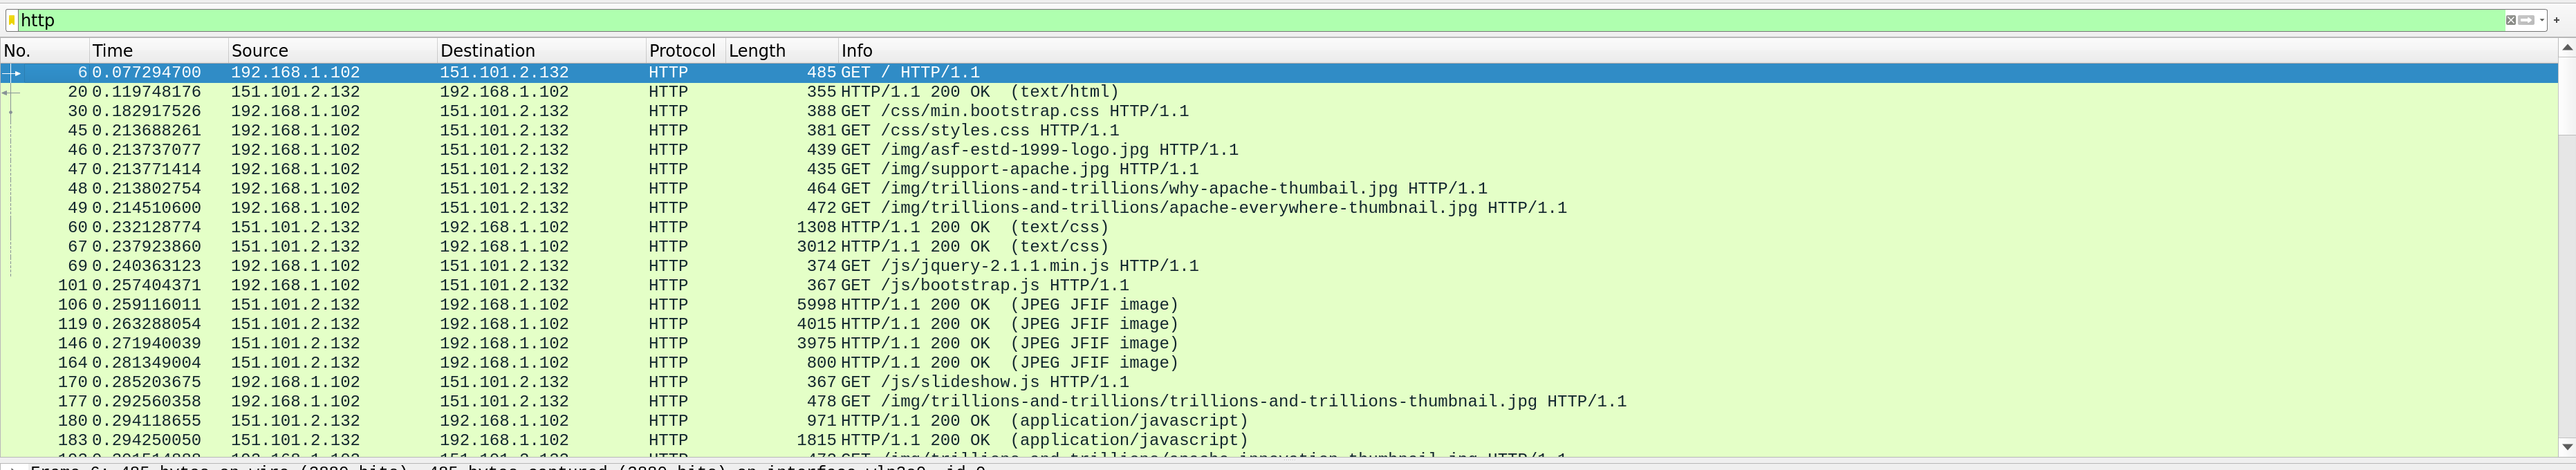 http
No. Time Source Destination Protocol Length Info
6 0.077294700 192.168.1.102 151.101.2.132 HTTP 485 GET / HTTP/1.1
20 0.119748176 151.101.2.132 192.168.1.102 HTTP 355 HTTP/1.1 200 OK (text/html)
30 0.182917526 192.168.1.102 151.101.2.132 HTTP 388 GET /css/min.bootstrap.css HTTP/1.1
45 0.213688261 192.168.1.102 151.101.2.132 HTTP 381 GET /css/styles.css HTTP/1.1
46 0.213737077 192.168.1.102 151.101.2.132 HTTP 439 GET /img/asf-estd-1999-logo.jpg HTTP/1.1
47 0.213771414 192.168.1.102 151.101.2.132 HTTP 435 GET /img/support-apache.jpg HTTP/1.1
48 0.213802754 192.168.1.102 151.101.2.132 HTTP 464 GET /img/trillions-and-trillions/why-apache-thumbail.jpg HTTP/1.1
49 0.214510600 192.168.1.102 151.101.2.132 HTTP 472 GET /img/trillions-and-trillions/apache-everywhere-thumbnail.jpg HTTP/1.1
60 0.232128774 151.101.2.132 192.168.1.102 HTTP 1308 HTTP/1.1 200 OK (text/css)
67 0.237923860 151.101.2.132 192.168.1.102 HTTP 3012 HTTP/1.1 200 OK (text/css)
69 0.240363123 192.168.1.102 151.101.2.132 HTTP 374 GET /js/jquery-2.1.1.min.js HTTP/1.1
101 0.257404371 192.168.1.102 151.101.2.132 HTTP 367 GET /js/bootstrap.js HTTP/1.1
106 0.259116011 151.101.2.132 192.168.1.102 HTTP 5998 HTTP/1.1 200 OK (JPEG JFIF image)
119 0.263288054 151.101.2.132 192.168.1.102 HTTP 4015 HTTP/1.1 200 OK (JPEG JFIF image)
146 0.271940039 151.101.2.132 192.168.1.102 HTTP 3975 HTTP/1.1 200 OK (JPEG JFIF image)
164 0.281349004 151.101.2.132 192.168.1.102 HTTP 800 HTTP/1.1 200 OK (JPEG JFIF image)
170 0.285203675 192.168.1.102 151.101.2.132 HTTP 367 GET /js/slideshow.js HTTP/1.1
177 0.292560358 192.168.1.102 151.101.2.132 HTTP 478 GET /img/trillions-and-trillions/trillions-and-trillions-thumbnail.jpg HTTP/1.1
180 0.294118655 151.101.2.132 192.168.1.102 HTTP 971 HTTP/1.1 200 OK (application/javascript)
183 0.294250050 151.101.2.132 192.168.1.102 HTTP 1815 HTTP/1.1 200 OK (application/javascript)